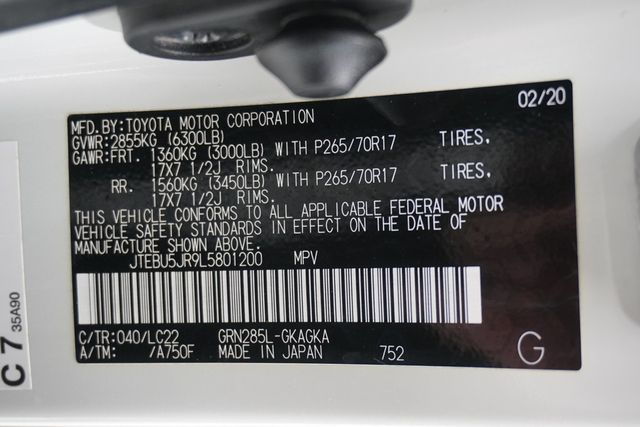 02/20
MFD.BY:TOYOTA MOTOR CORPORATION
GVWR:2855KG (6300LB)
GAWR:FRT. 1360KG (3000LB) WITH P265/70R17 TIRES,
17X7 1/2J RIMS.
RR. 1560KG (3450LB) WITH P265/70R17 TIRES,
17X7 1/2J RIMS.
THIS VEHICLE CONFORMS TO ALL APPLICABLE FEDERAL MOTOR
VEHICLE SAFETY STANDARDS IN EFFECT ON THE DATE OF
MANUFACTURE SHOWN ABOVE.
JTEBU5JR9L5801200 MPV
C/TR:040/LC22 GRN285L-GKAGKA
A/TM: /A750F MADE IN JAPAN 752 G
C 7 35A90